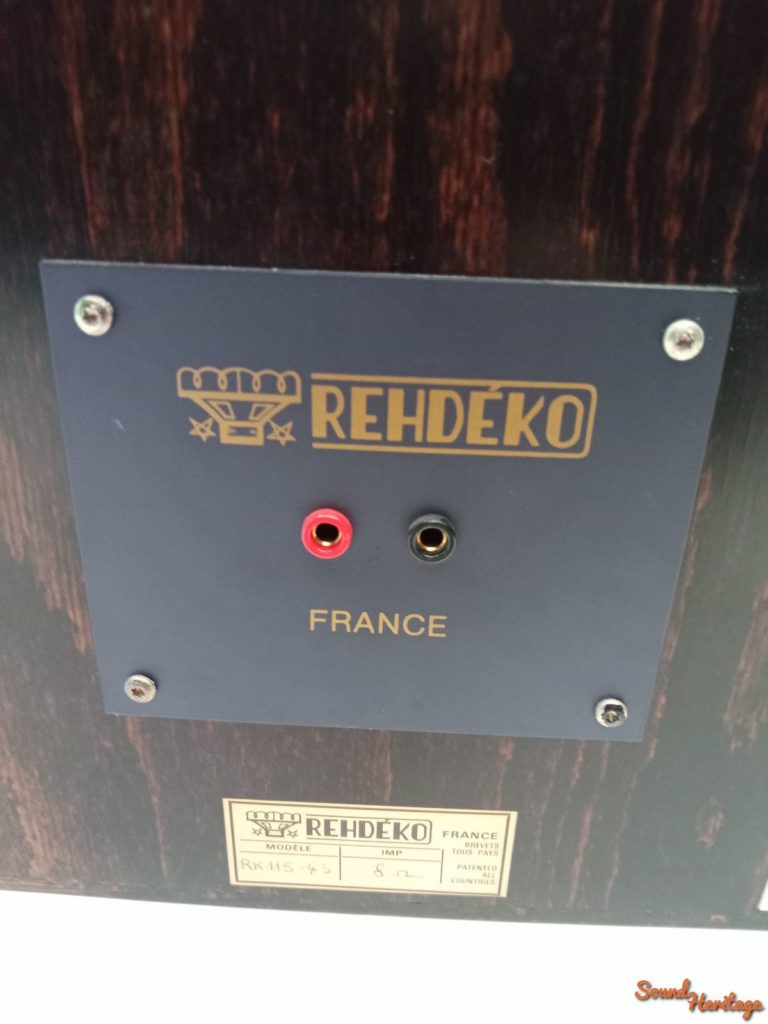 REHDÉKO
FRANCE
REHDÉKO
FRANCE
BREVETS
TOUS PAYS
MODÈLE
IMP
RK115-4S
8 Ω
PATENTED
ALL
COUNTRIES
Sound
Heritage